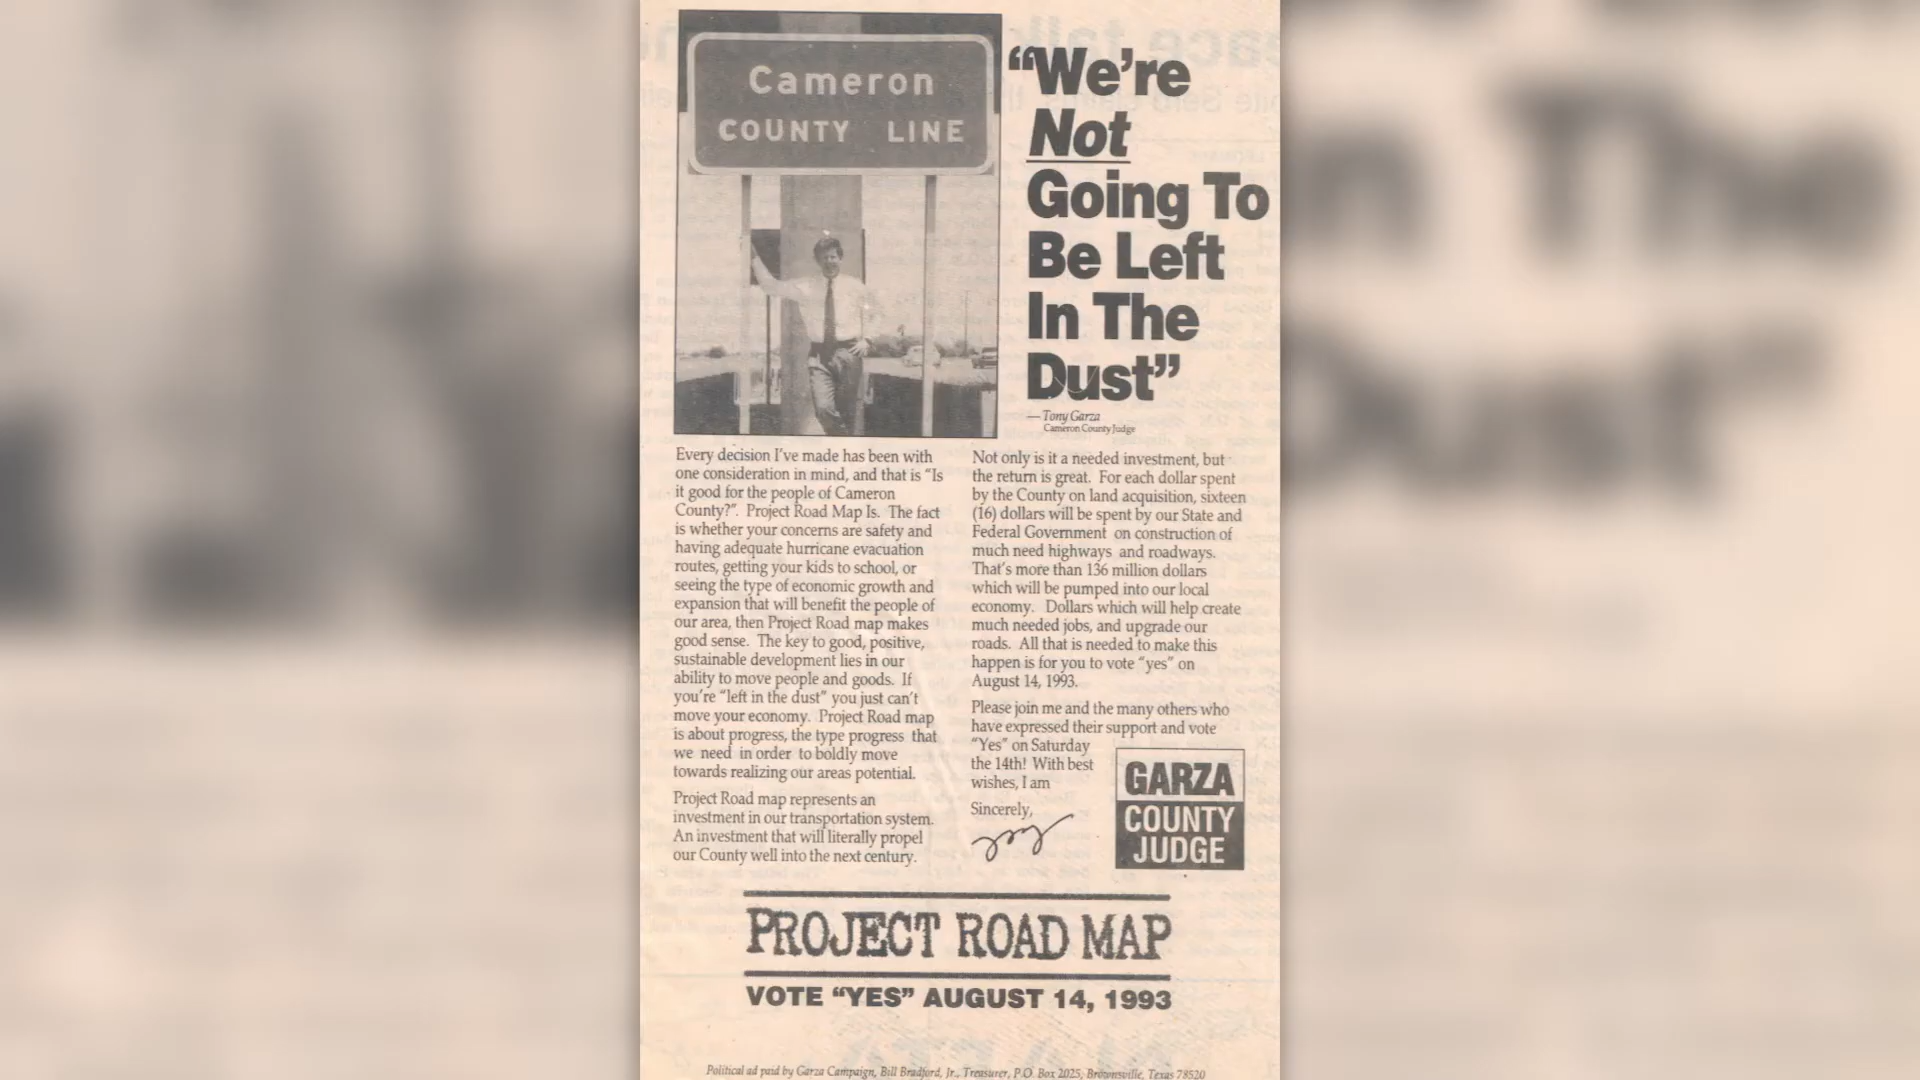 Cameron
COUNTY LINE
“We’re
Not
Going To
Be Left
In The
Dust”
— Tony Garza
Cameron County Judge
Every decision I’ve made has been with
one consideration in mind, and that is “Is
it good for the people of Cameron
County?”. Project Road Map Is. The fact
is whether your concerns are safety and
having adequate hurricane evacuation
routes, getting your kids to school, or
seeing the type of economic growth and
expansion that will benefit the people of
our area, then Project Road map makes
good sense. The key to good, positive,
sustainable development lies in our
ability to move people and goods. If
you’re “left in the dust” you just can’t
move your economy. Project Road map
is about progress, the type progress that
we need in order to boldly move
towards realizing our areas potential.
Project Road map represents an
investment in our transportation system.
An investment that will literally propel
our County well into the next century.
Not only is it a needed investment, but
the return is great. For each dollar spent
by the County on land acquisition, sixteen
(16) dollars will be spent by our State and
Federal Government on construction of
much need highways and roadways.
That’s more than 136 million dollars
which will be pumped into our local
economy. Dollars which will help create
much needed jobs, and upgrade our
roads. All that is needed to make this
happen is for you to vote “yes” on
August 14, 1993.
Please join me and the many others who
have expressed their support and vote
“Yes” on Saturday
the 14th! With best
wishes, I am
Sincerely,
GARZA
COUNTY
JUDGE
PROJECT ROAD MAP
VOTE “YES” AUGUST 14, 1993
Political ad paid by Garza Campaign, Bill Bradford, Jr., Treasurer, P.O. Box 2025, Brownsville, Texas 78520